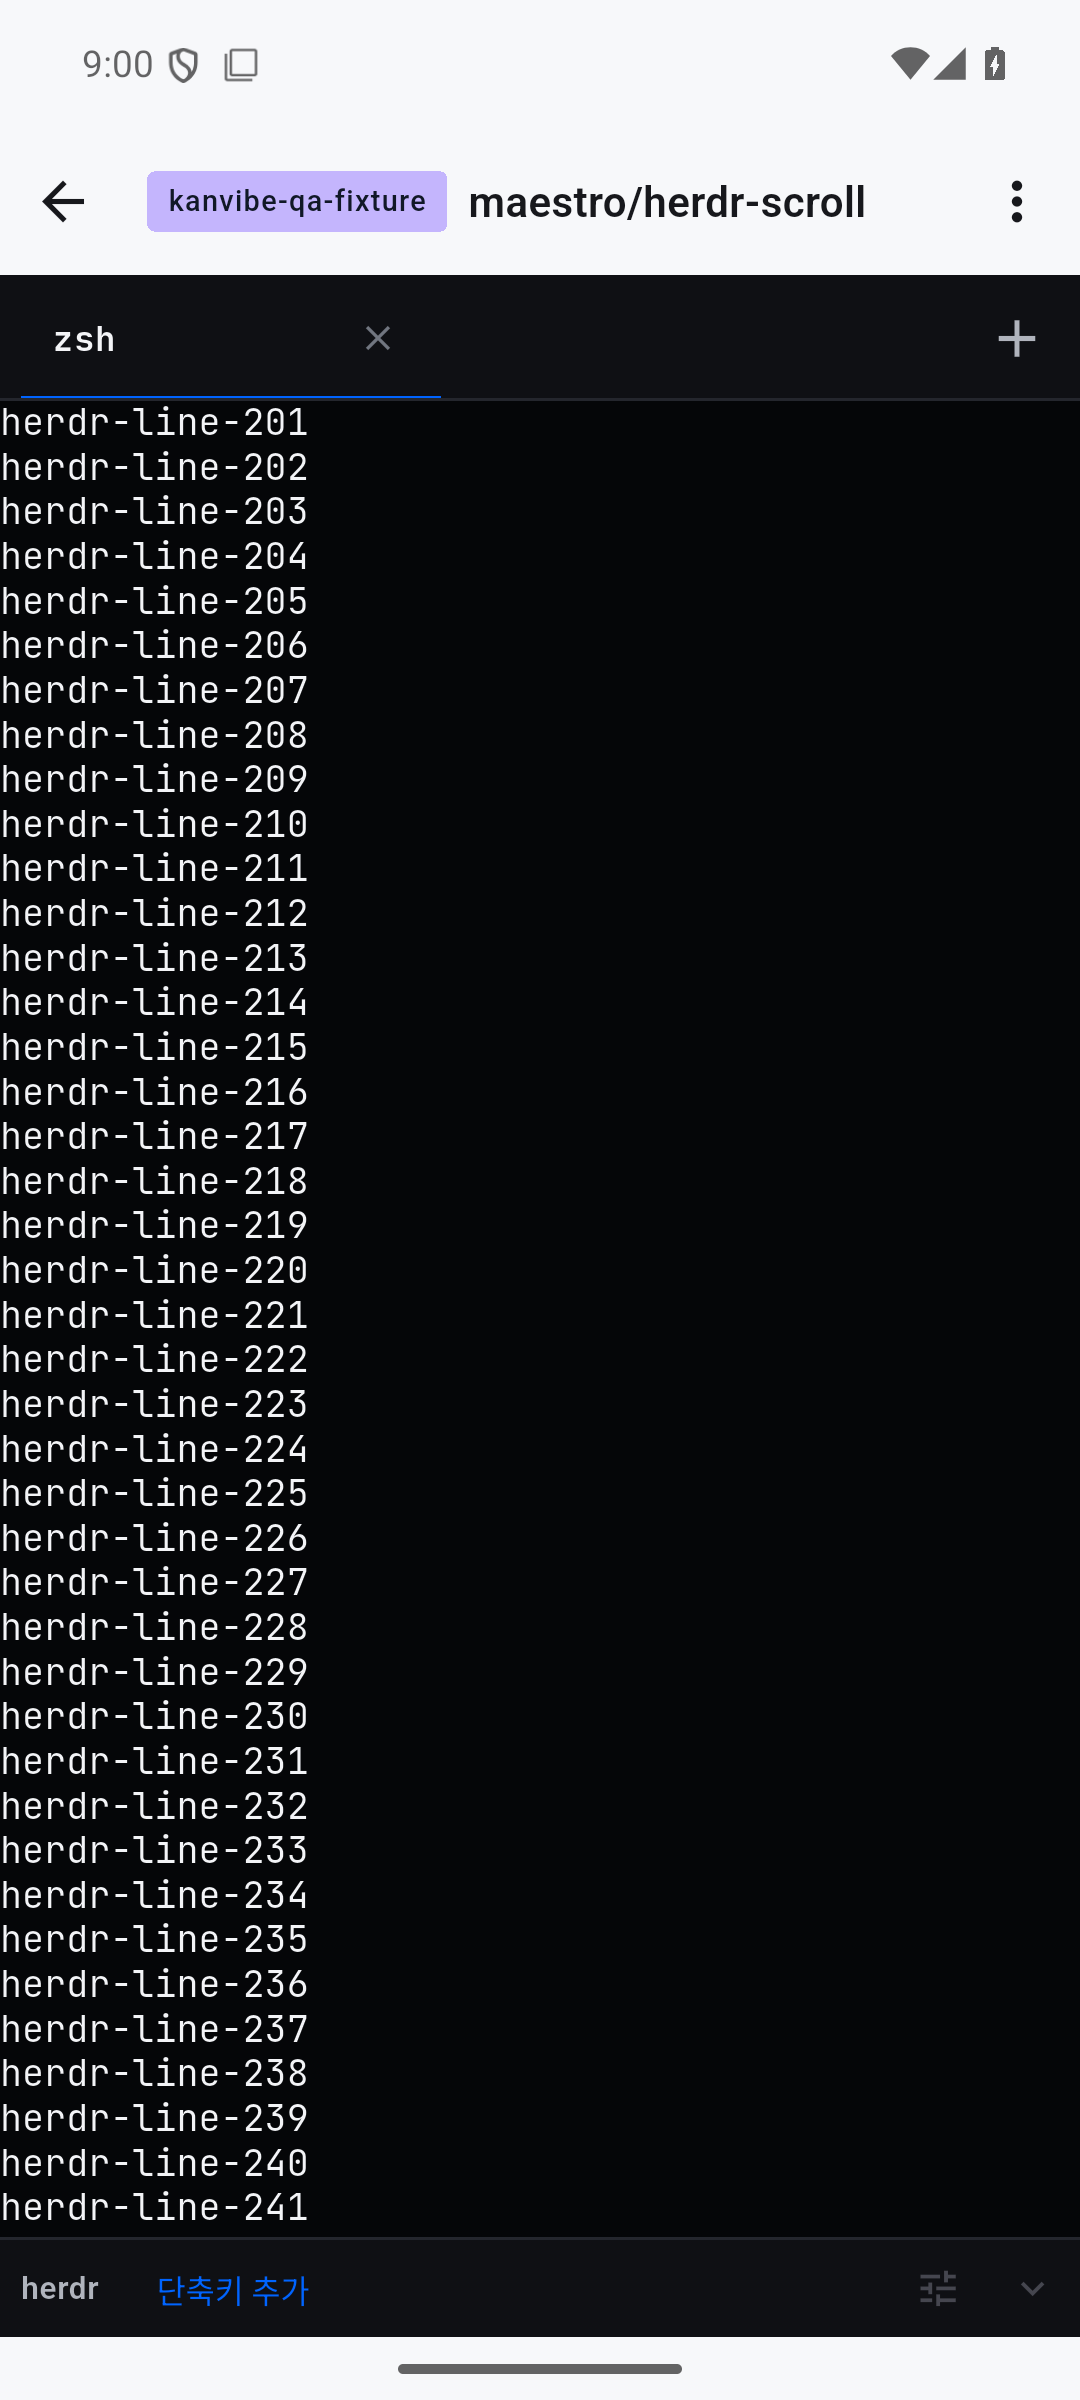 9:00
kanvibe-qa-fixture maestro/herdr-scroll
zsh
herdr-line-201
herdr-line-202
herdr-line-203
herdr-line-204
herdr-line-205
herdr-line-206
herdr-line-207
herdr-line-208
herdr-line-209
herdr-line-210
herdr-line-211
herdr-line-212
herdr-line-213
herdr-line-214
herdr-line-215
herdr-line-216
herdr-line-217
herdr-line-218
herdr-line-219
herdr-line-220
herdr-line-221
herdr-line-222
herdr-line-223
herdr-line-224
herdr-line-225
herdr-line-226
herdr-line-227
herdr-line-228
herdr-line-229
herdr-line-230
herdr-line-231
herdr-line-232
herdr-line-233
herdr-line-234
herdr-line-235
herdr-line-236
herdr-line-237
herdr-line-238
herdr-line-239
herdr-line-240
herdr-line-241
herdr 단축키 추가